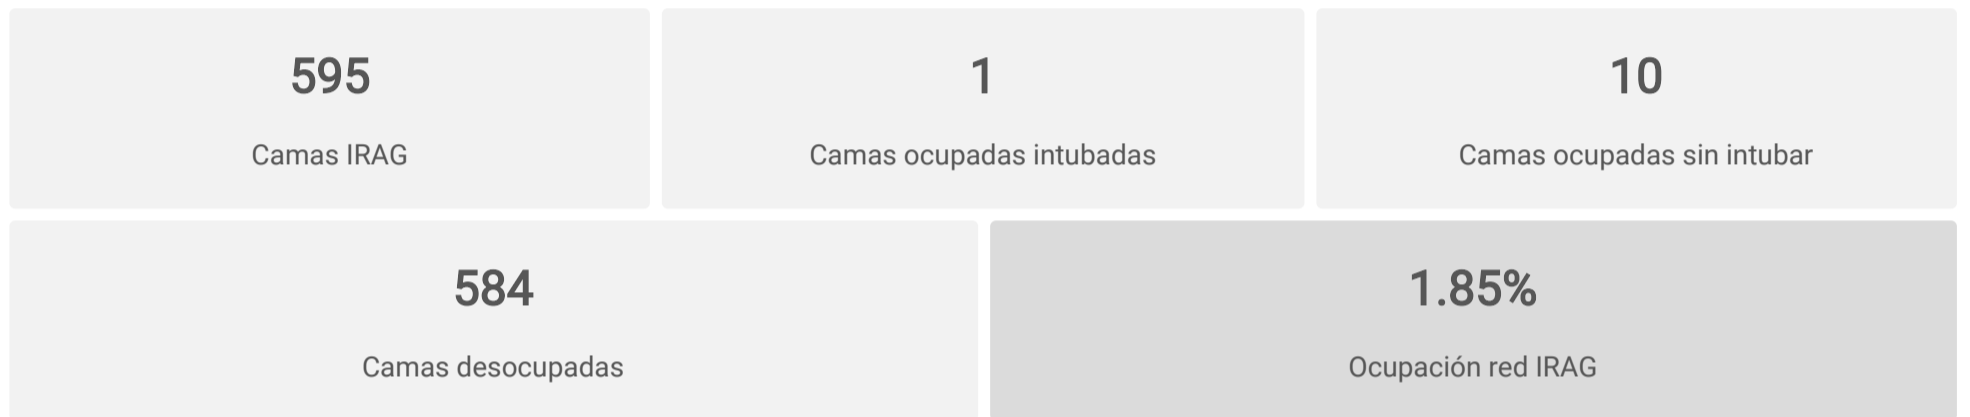 595
Camas IRAG
1
Camas ocupadas intubadas
10
Camas ocupadas sin intubar
584
Camas desocupadas
1.85%
Ocupación red IRAG